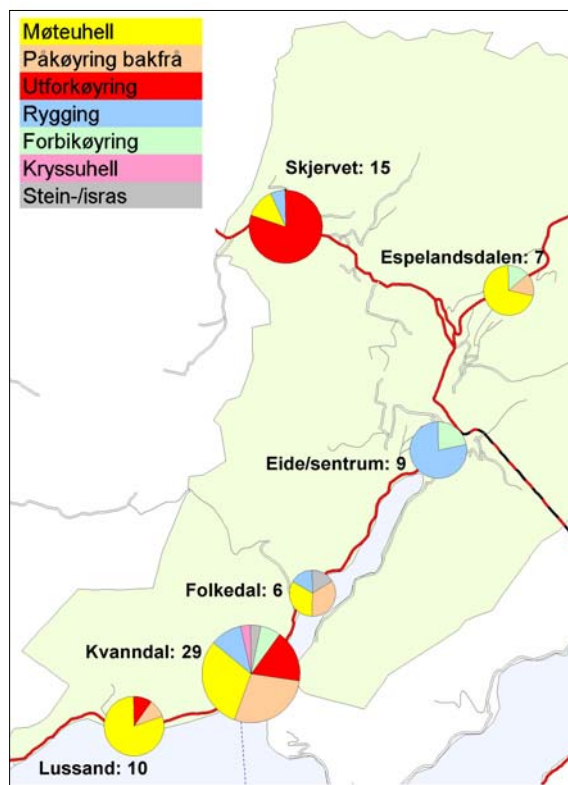 Møteuhell
Påkøyring bakfrå
Utforkøyring
Rygging
Forbikøyring
Kryssuhell
Stein-/isras
Skjervet: 15
Espelandsdalen: 7
Eide/sentrum: 9
Folkedal: 6
Kvanndal: 29
Lussand: 10